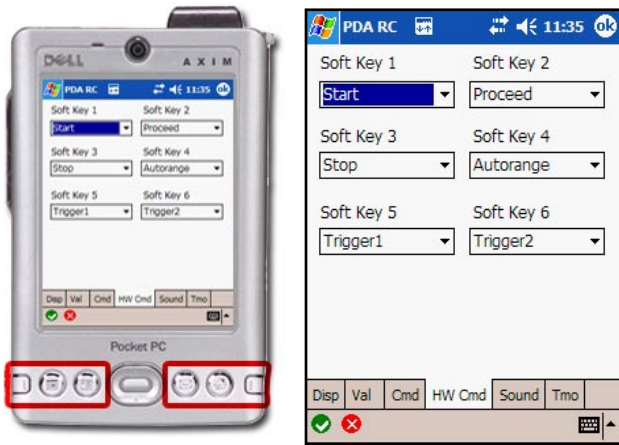 DELL
AXIM
PDA RC 11:35 ok
Soft Key 1 Soft Key 2
Start Proceed
Soft Key 3 Soft Key 4
Stop Autorange
Soft Key 5 Soft Key 6
Trigger1 Trigger2
Disp Val Cmd HW Cmd Sound Tmo
Pocket PC
PDA RC 11:35 ok
Soft Key 1 Soft Key 2
Start Proceed
Soft Key 3 Soft Key 4
Stop Autorange
Soft Key 5 Soft Key 6
Trigger1 Trigger2
Disp Val Cmd HW Cmd Sound Tmo